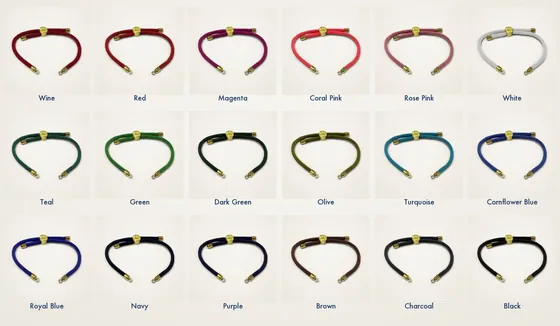 Wine Red Magenta Coral Pink Rose Pink White
Teal Green Dark Green Olive Turquoise Cornflower Blue
Royal Blue Navy Purple Brown Charcoal Black